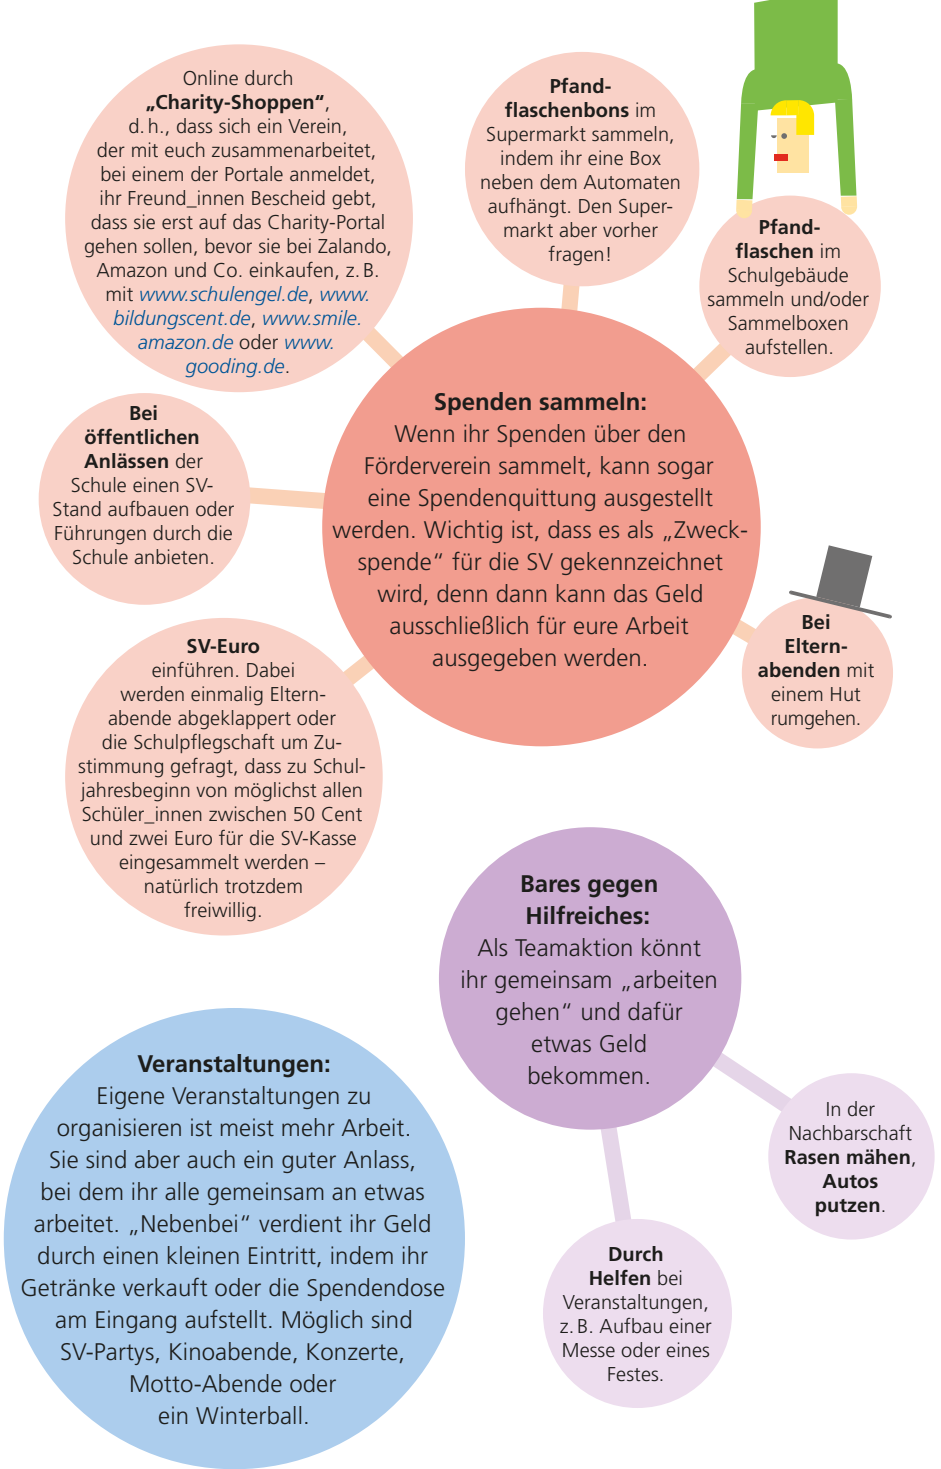 Online durch
„Charity-Shoppen“,
d. h., dass sich ein Verein,
der mit euch zusammenarbeitet,
bei einem der Portale anmeldet,
ihr Freund_innen Bescheid gebt,
dass sie erst auf das Charity-Portal
gehen sollen, bevor sie bei Zalando,
Amazon und Co. einkaufen, z. B.
mit www.schulengel.de, www.
bildungscent.de, www.smile.
amazon.de oder www.
gooding.de.
Pfand-
flaschenbons im
Supermarkt sammeln,
indem ihr eine Box
neben dem Automaten
aufhängt. Den Super-
markt aber vorher
fragen!
Pfand-
flaschen im
Schulgebäude
sammeln und/oder
Sammelboxen
aufstellen.
Spenden sammeln:
Wenn ihr Spenden über den
Förderverein sammelt, kann sogar
eine Spendenquittung ausgestellt
werden. Wichtig ist, dass es als „Zweck-
spende“ für die SV gekennzeichnet
wird, denn dann kann das Geld
ausschließlich für eure Arbeit
ausgegeben werden.
Bei
öffentlichen
Anlässen der
Schule einen SV-
Stand aufbauen oder
Führungen durch die
Schule anbieten.
Bei
Eltern-
abenden mit
einem Hut
rumgehen.
SV-Euro
einführen. Dabei
werden einmalig Eltern-
abende abgeklappert oder
die Schulpflegschaft um Zu-
stimmung gefragt, dass zu Schul-
jahresbeginn von möglichst allen
Schüler_innen zwischen 50 Cent
und zwei Euro für die SV-Kasse
eingesammelt werden –
natürlich trotzdem
freiwillig.
Bares gegen
Hilfreiches:
Als Teamaktion könnt
ihr gemeinsam „arbeiten
gehen“ und dafür
etwas Geld
bekommen.
In der
Nachbarschaft
Rasen mähen,
Autos
putzen.
Durch
Helfen bei
Veranstaltungen,
z. B. Aufbau einer
Messe oder eines
Festes.
Veranstaltungen:
Eigene Veranstaltungen zu
organisieren ist meist mehr Arbeit.
Sie sind aber auch ein guter Anlass,
bei dem ihr alle gemeinsam an etwas
arbeitet. „Nebenbei“ verdient ihr Geld
durch einen kleinen Eintritt, indem ihr
Getränke verkauft oder die Spendendose
am Eingang aufstellt. Möglich sind
SV-Partys, Kinoabende, Konzerte,
Motto-Abende oder
ein Winterball.